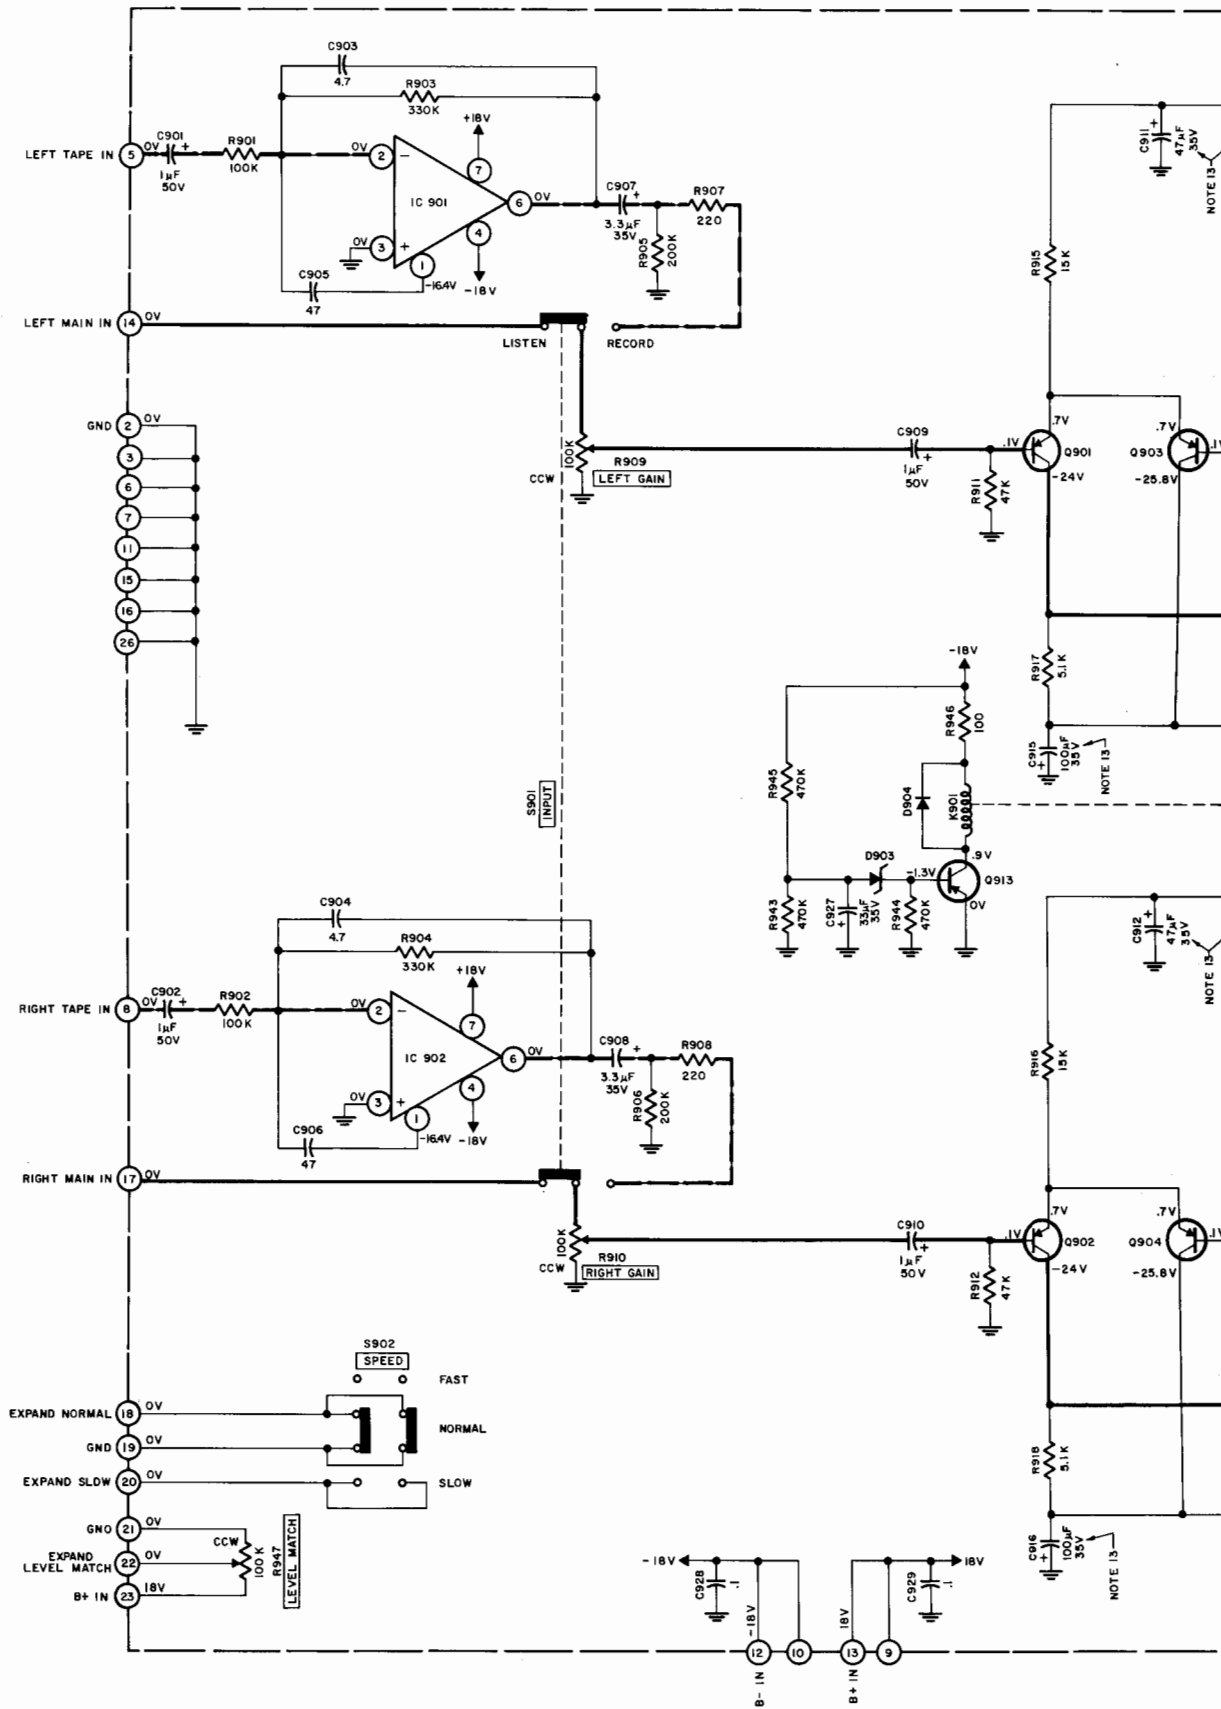 C903
4.7
R903
330K
+18V
LEFT TAPE IN
5
0V
C901
+
1µF
50V
R901
100K
0V
2
−
7
IC 901
6
0V
C907
+
3.3µF
35V
R907
220
R905
200K
0V
3
+
4
1
-16.4V
-18V
C905
47
LEFT MAIN IN
14
0V
LISTEN
RECORD
C911
+
47µF
35V
NOTE 13
R915
15K
GND
2
0V
3
6
7
11
15
16
26
100K
CCW
R909
LEFT GAIN
C909
+
1µF
50V
R911
47K
.1V
.7V
Q901
-24V
.7V
Q903
.1V
-25.8V
R917
5.1K
C915
+
100µF
35V
NOTE 13
-18V
R946
100
R945
470K
D904
K901
S901
INPUT
D903
-1.3V
.9V
Q913
0V
R943
470K
C927
+
33µF
35V
R944
470K
C912
+
47µF
35V
NOTE 13
C904
4.7
R904
330K
+18V
RIGHT TAPE IN
8
0V
C902
+
1µF
50V
R902
100K
0V
2
−
7
IC 902
6
0V
C908
+
3.3µF
35V
R908
220
R906
200K
0V
3
+
4
1
-16.4V
-18V
C906
47
R916
15K
RIGHT MAIN IN
17
0V
100K
CCW
R910
RIGHT GAIN
C910
+
1µF
50V
R912
47K
.1V
.7V
Q902
-24V
.7V
Q904
.1V
-25.8V
S902
SPEED
FAST
EXPAND NORMAL
18
0V
NORMAL
GND
19
0V
EXPAND SLOW
20
0V
SLOW
R918
5.1K
GND
21
0V
CCW
EXPAND
LEVEL MATCH
22
0V
100K
R947
LEVEL MATCH
B+ IN
23
18V
C916
+
100µF
35V
NOTE 13
-18V
C928
.1
-18V
18V
C929
.1
18V
12
10
13
9
B- IN
B+ IN